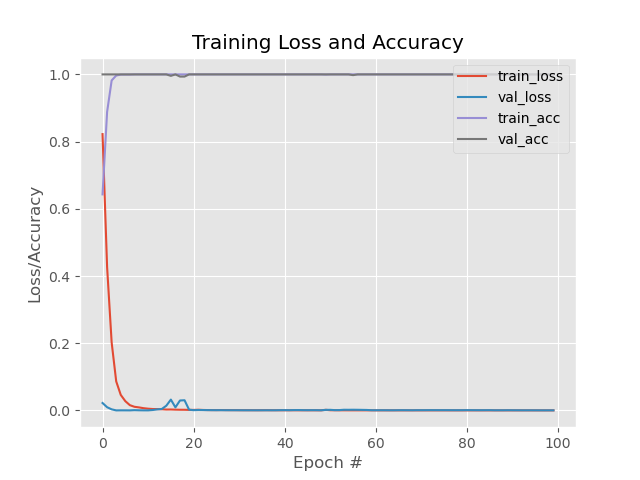 Training Loss and Accuracy
1.0
0.8
0.6
0.4
0.2
0.0
Loss/Accuracy
train_loss
val_loss
train_acc
val_acc
0 20 40 60 80 100
Epoch #